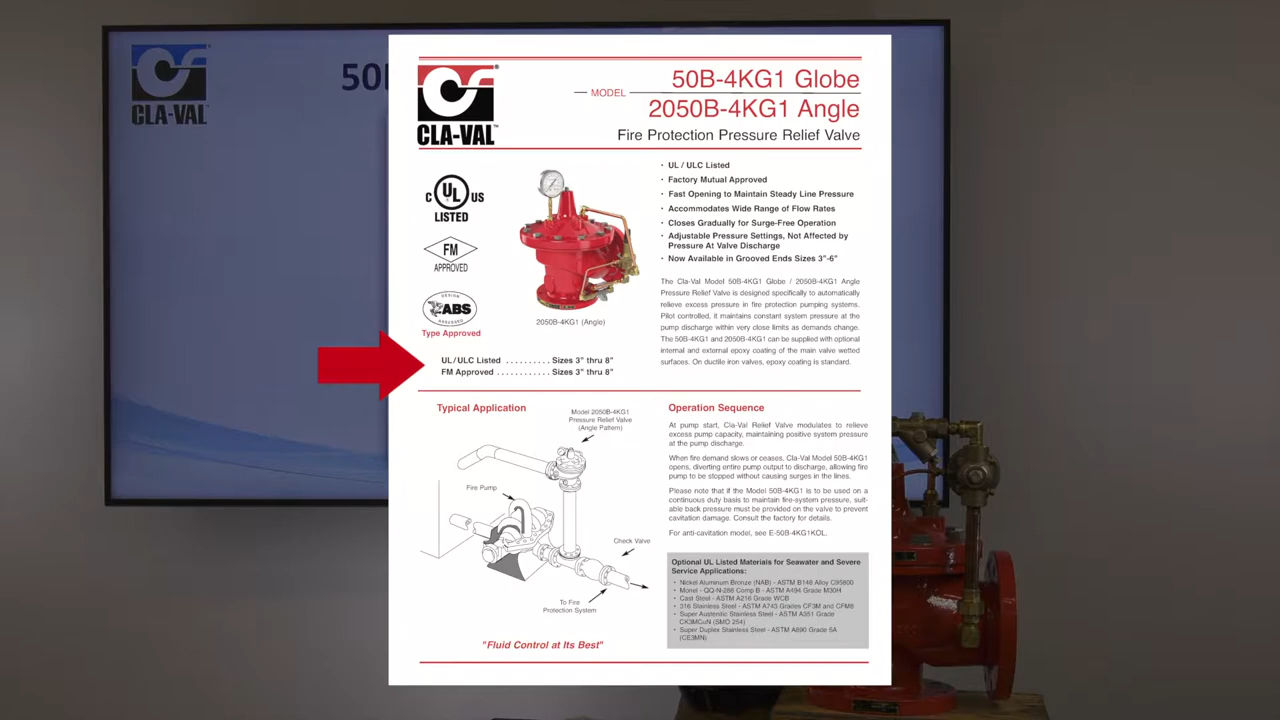 CLA-VAL
50
CLA-VAL
MODEL
50B-4KG1 Globe
2050B-4KG1 Angle
Fire Protection Pressure Relief Valve
C UL US
LISTED
FM
APPROVED
DESIGN
ABS
ASSESSED
Type Approved
2050B-4KG1 (Angle)
UL/ULC Listed .......... Sizes 3" thru 8"
FM Approved ........... Sizes 3" thru 8"
· UL / ULC Listed
· Factory Mutual Approved
· Fast Opening to Maintain Steady Line Pressure
· Accommodates Wide Range of Flow Rates
· Closes Gradually for Surge-Free Operation
· Adjustable Pressure Settings, Not Affected by
Pressure At Valve Discharge
· Now Available in Grooved Ends Sizes 3"-6"
The Cla-Val Model 50B-4KG1 Globe / 2050B-4KG1 Angle
Pressure Relief Valve is designed specifically to automatically
relieve excess pressure in fire protection pumping systems.
Pilot controlled, it maintains constant system pressure at the
pump discharge within very close limits as demands change.
The 50B-4KG1 and 2050B-4KG1 can be supplied with optional
internal and external epoxy coating of the main valve wetted
surfaces. On ductile iron valves, epoxy coating is standard.
Typical Application
Model 2050B-4KG1
Pressure Relief Valve
(Angle Pattern)
Fire Pump
Check Valve
To Fire
Protection System
"Fluid Control at Its Best"
Operation Sequence
At pump start, Cla-Val Relief Valve modulates to relieve
excess pump capacity, maintaining positive system pressure
at the pump discharge.
When fire demand slows or ceases, Cla-Val Model 50B-4KG1
opens, diverting entire pump output to discharge, allowing fire
pump to be stopped without causing surges in the lines.
Please note that if the Model 50B-4KG1 is to be used on a
continuous duty basis to maintain fire-system pressure, suit-
able back pressure must be provided on the valve to prevent
cavitation damage. Consult the factory for details.
For anti-cavitation model, see E-50B-4KG1KOL.
Optional UL Listed Materials for Seawater and Severe
Service Applications:
· Nickel Aluminum Bronze (NAB) - ASTM B148 Alloy C95800
· Monel - QQ-N-288 Comp B - ASTM A494 Grade M30H
· Cast Steel - ASTM A216 Grade WCB
· 316 Stainless Steel - ASTM A743 Grades CF3M and CFM8
· Super Austenitic Stainless Steel - ASTM A351 Grade
CK3MCuN (SMO 254)
· Super Duplex Stainless Steel - ASTM A890 Grade 5A
(CE3MN)